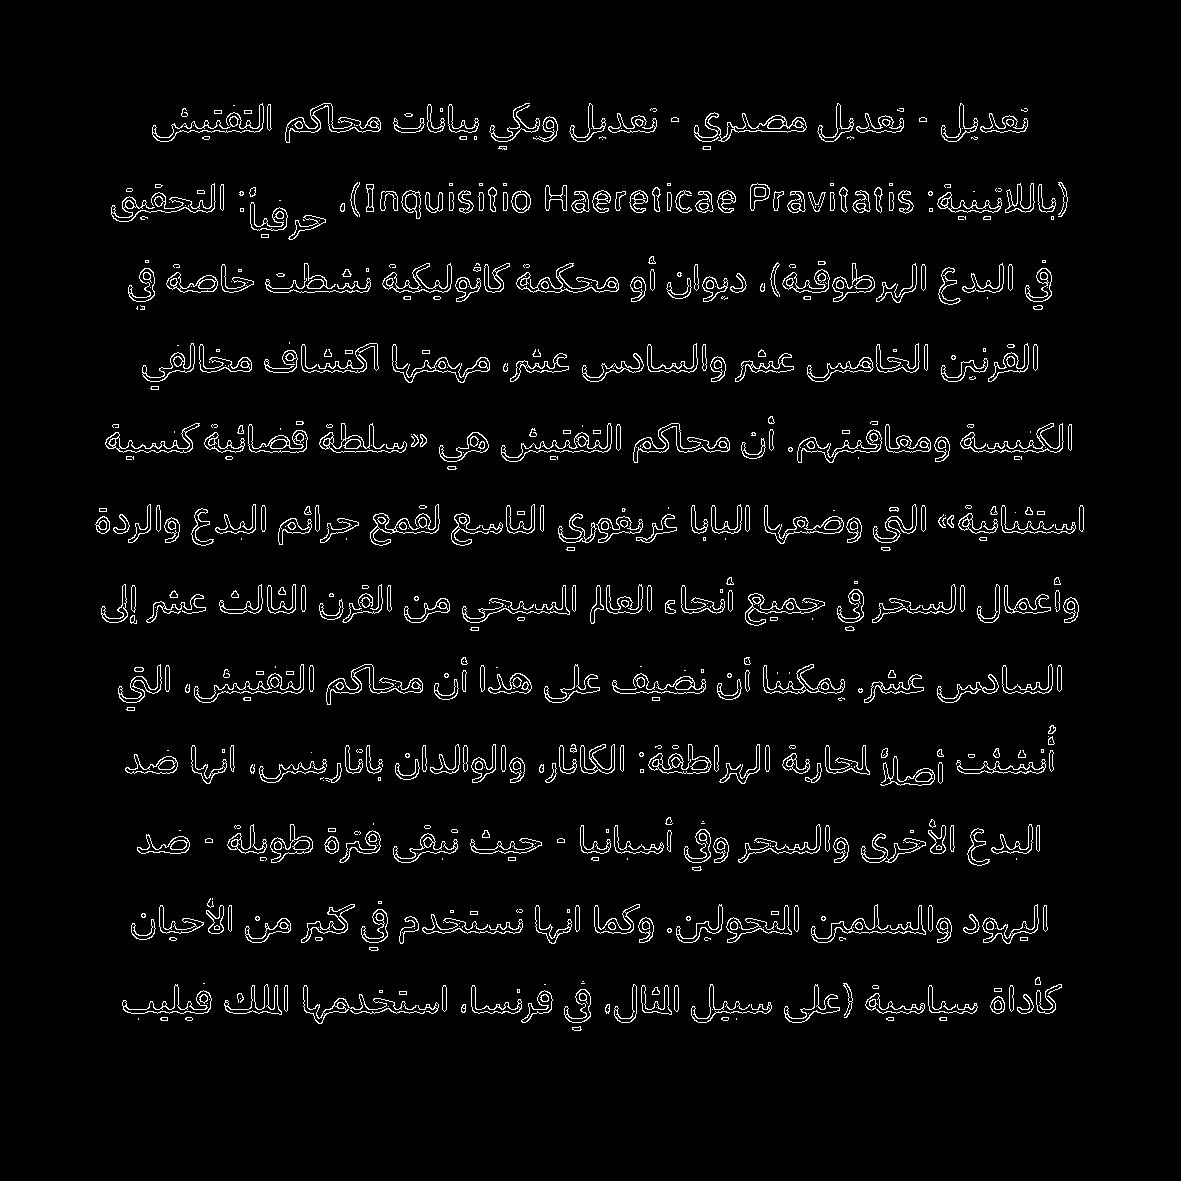 تعديل - تعديل مصدري - تعديل ويكي بيانات محاكم التفتيش
(باللاتينية: Inquisitio Haereticae Pravitatis)، حرفياً: التحقيق
في البدع الهرطوقية)، ديوان أو محكمة كاثوليكية نشطت خاصة في
القرنين الخامس عشر والسادس عشر، مهمتها اكتشاف مخالفي
الكنيسة ومعاقبتهم. أن محاكم التفتيش هي «سلطة قضائية كنسية
استثنائية» التي وضعها البابا غريغوري التاسع لقمع جرائم البدع والردة
وأعمال السحر في جميع أنحاء العالم المسيحي من القرن الثالث عشر إلى
السادس عشر. يمكننا أن نضيف على هذا أن محاكم التفتيش، التي
أُنشئت أصلاً لمحاربة الهراطقة: الكاثار، والوالدان باتارينس، انها ضد
البدع الأخرى والسحر وفي أسبانيا - حيث تبقى فترة طويلة - ضد
اليهود والمسلمين المتحولين. وكما انها تستخدم في كثير من الأحيان
كأداة سياسية (على سبيل المثال، في فرنسا، استخدمها الملك فيليب